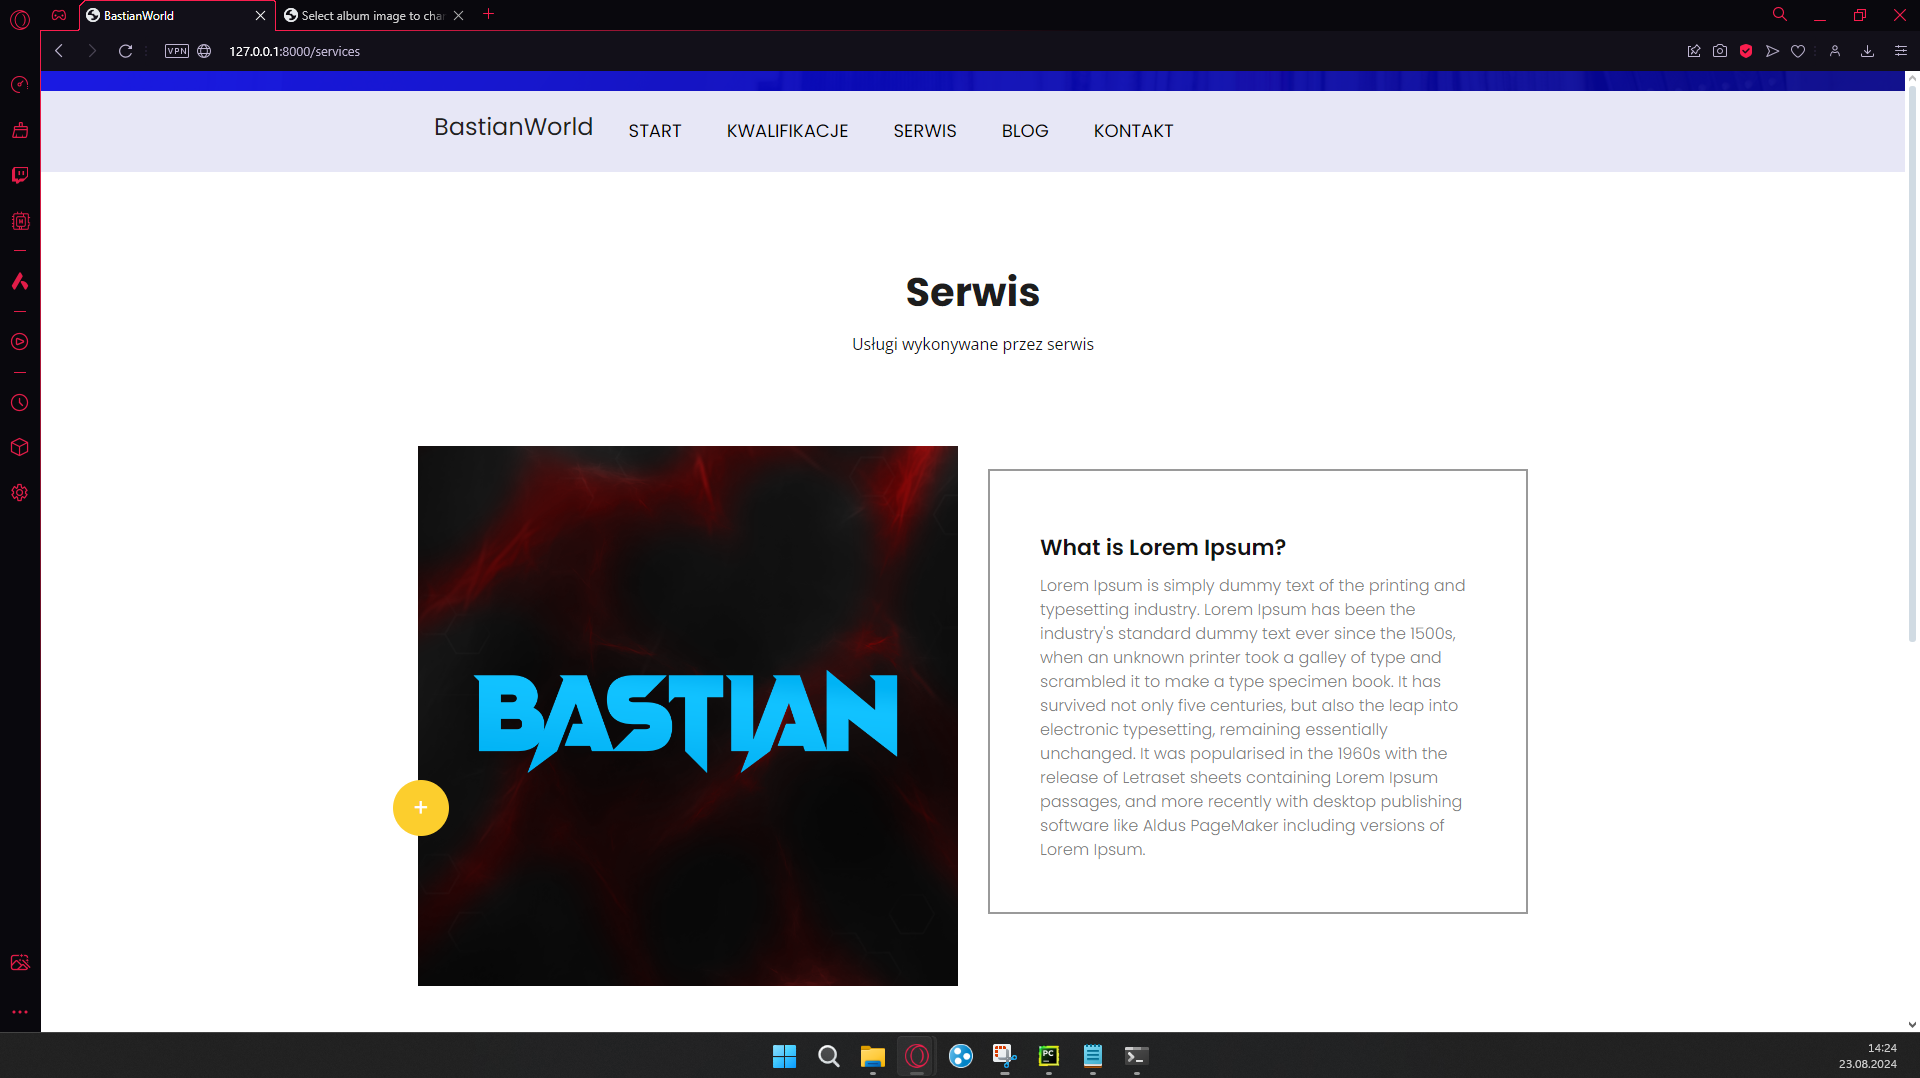 BastianWorld
Select album image to cha
VPN
127.0.0.1:8000/services
BastianWorld START KWALIFIKACJE SERWIS BLOG KONTAKT
Serwis
Usługi wykonywane przez serwis
BASTIAN
+
What is Lorem Ipsum?
Lorem Ipsum is simply dummy text of the printing and
typesetting industry. Lorem Ipsum has been the
industry's standard dummy text ever since the 1500s,
when an unknown printer took a galley of type and
scrambled it to make a type specimen book. It has
survived not only five centuries, but also the leap into
electronic typesetting, remaining essentially
unchanged. It was popularised in the 1960s with the
release of Letraset sheets containing Lorem Ipsum
passages, and more recently with desktop publishing
software like Aldus PageMaker including versions of
Lorem Ipsum.
PC
14:24
23.08.2024